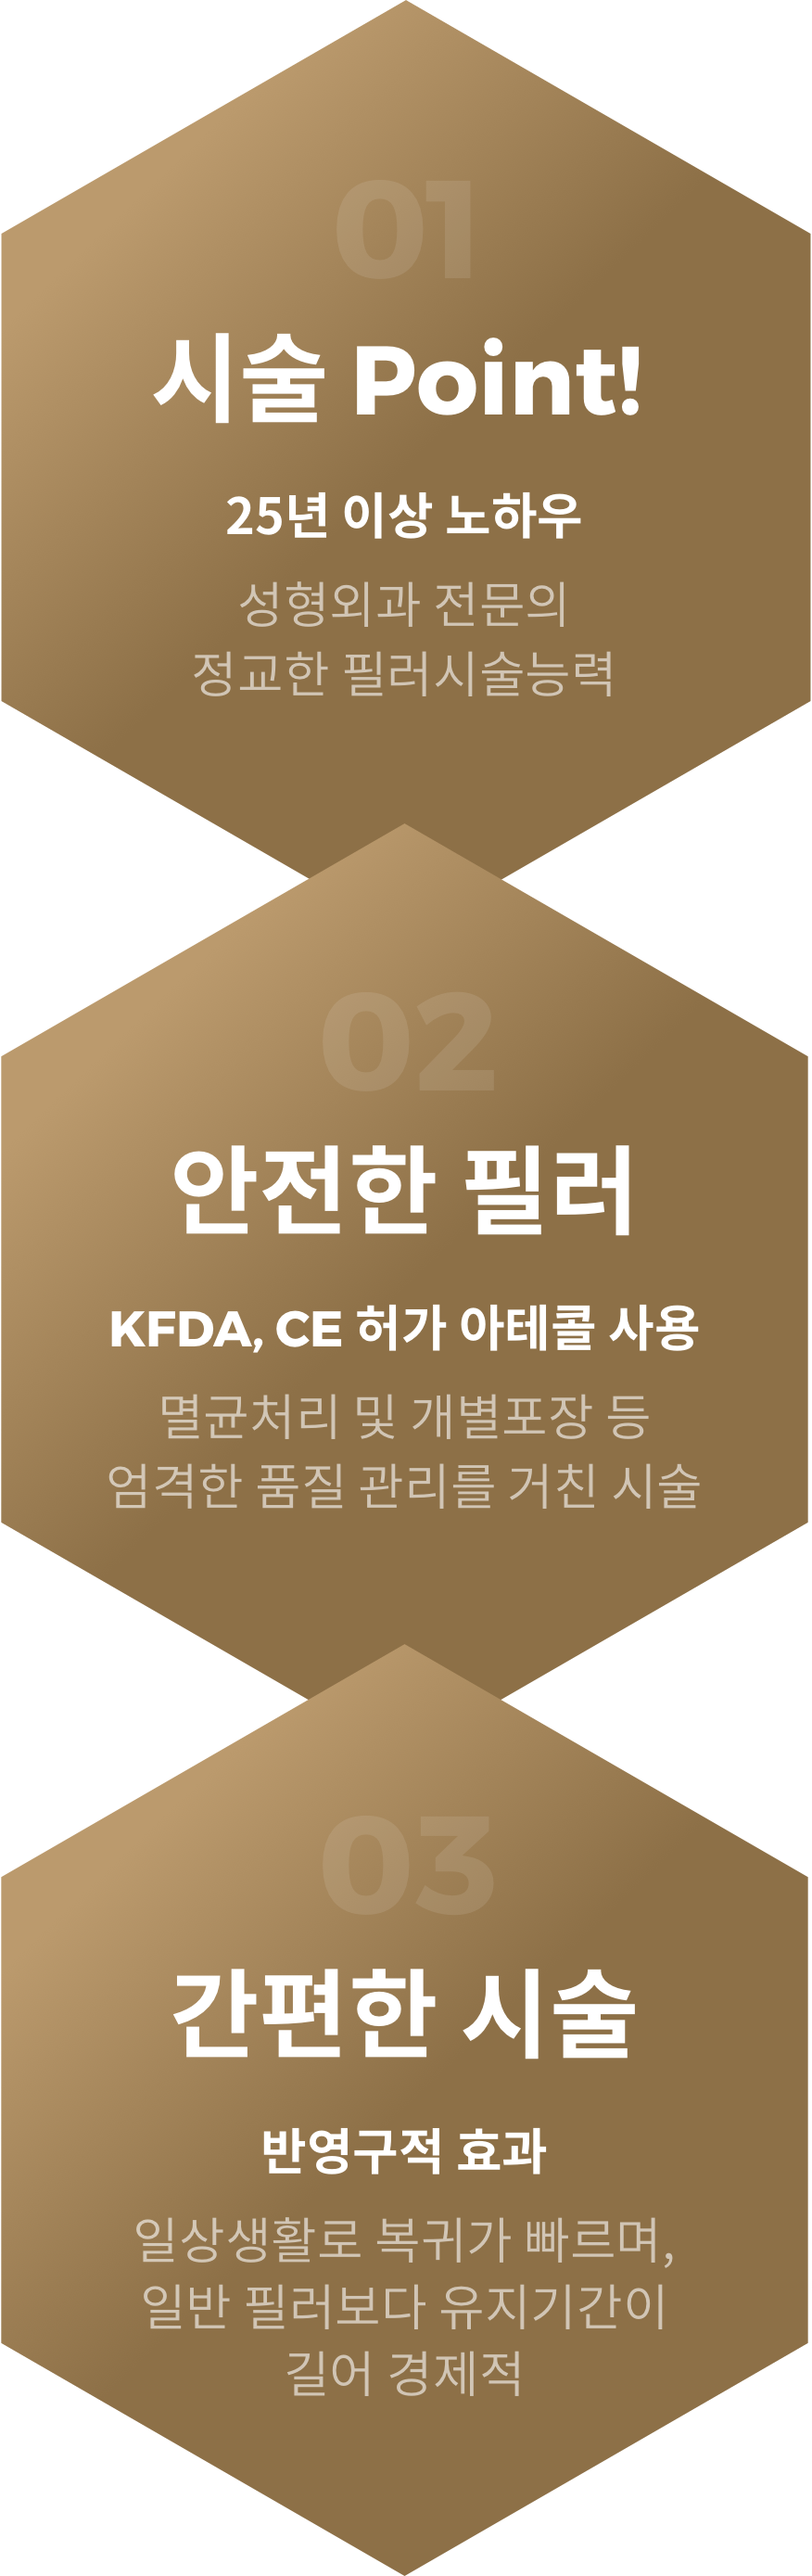 01
시술 Point!
25년 이상 노하우
성형외과 전문의
정교한 필러시술능력
02
안전한 필러
KFDA, CE 허가 아테콜 사용
멸균처리 및 개별포장 등
엄격한 품질 관리를 거친 시술
03
간편한 시술
반영구적 효과
일상생활로 복귀가 빠르며,
일반 필러보다 유지기간이
길어 경제적